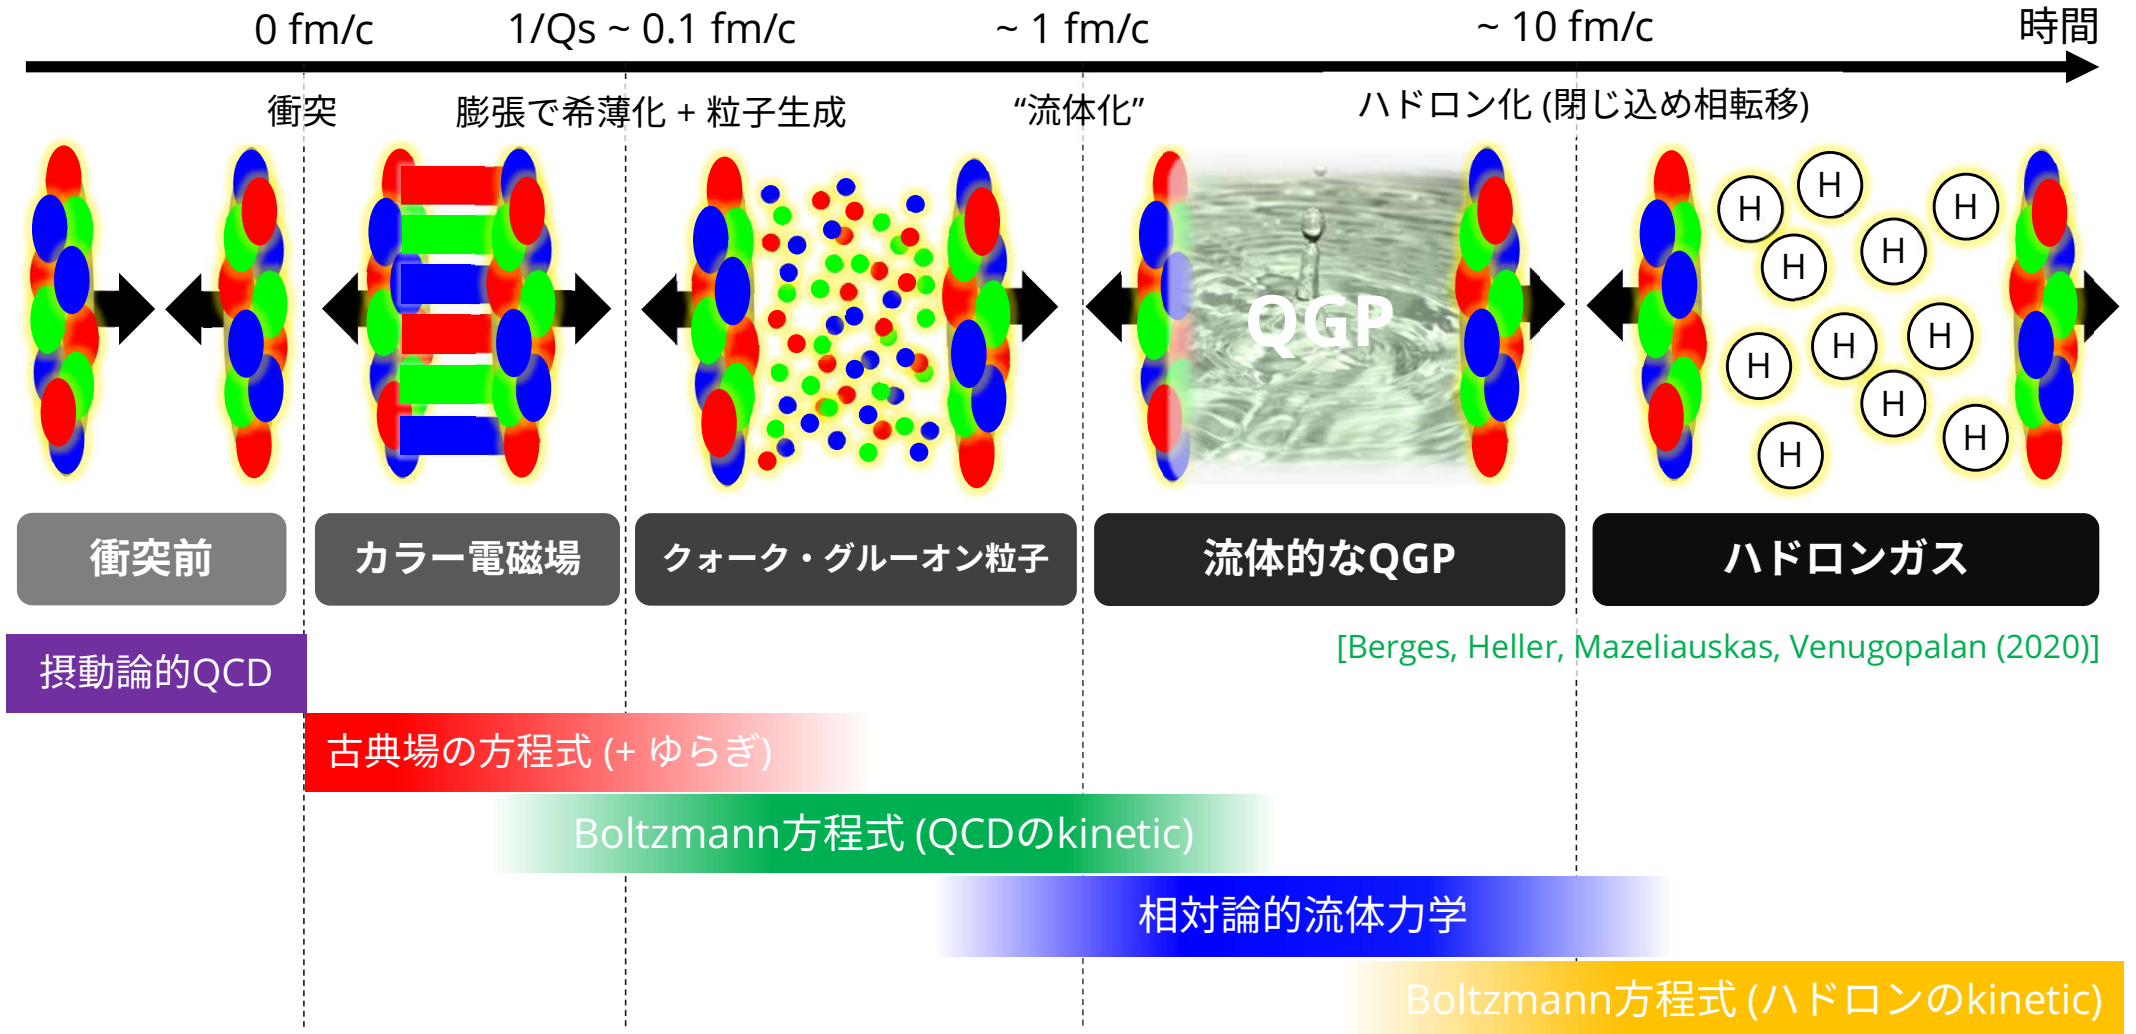 0 fm/c
1/Qs ~ 0.1 fm/c
~ 1 fm/c
~ 10 fm/c
時間
衝突
膨張で希薄化 + 粒子生成
“流体化”
ハドロン化 (閉じ込め相転移)
QGP
H
H
H
H
H
H
H
H
H
H
H
衝突前
カラー電磁場
クォーク・グルーオン粒子
流体的なQGP
ハドロンガス
[Berges, Heller, Mazeliauskas, Venugopalan (2020)]
摂動論的QCD
古典場の方程式 (+ ゆらぎ)
Boltzmann方程式 (QCDのkinetic)
相対論的流体力学
Boltzmann方程式 (ハドロンのkinetic)